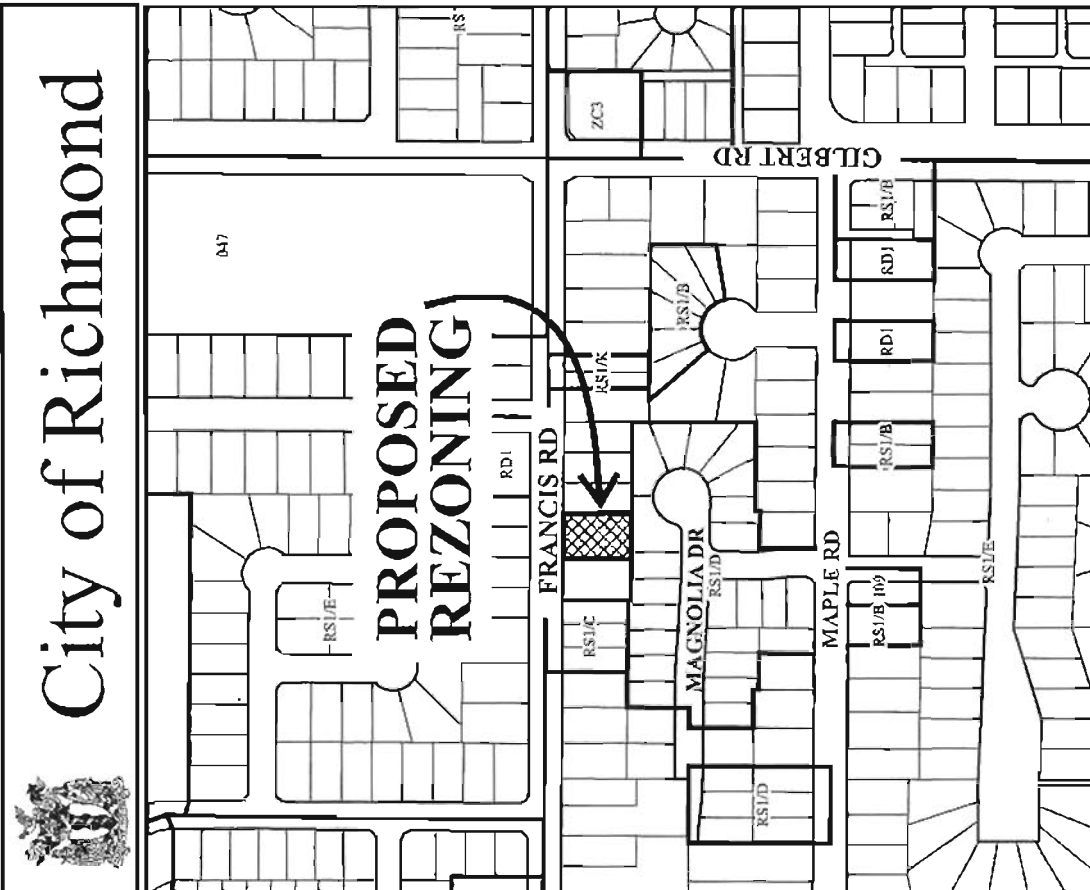 City of Richmond
PROPOSED
REZONING
RS1/E
RD1
FRANCIS RD
ZC3
GILBERT RD
RS1/K
RS1/B
RS1/C
MAGNOLIA DR
RS1/D
RS1/D
MAPLE RD
RS1/B
RD1
RD1
RS1/B
RS1/B 109
RS1/E